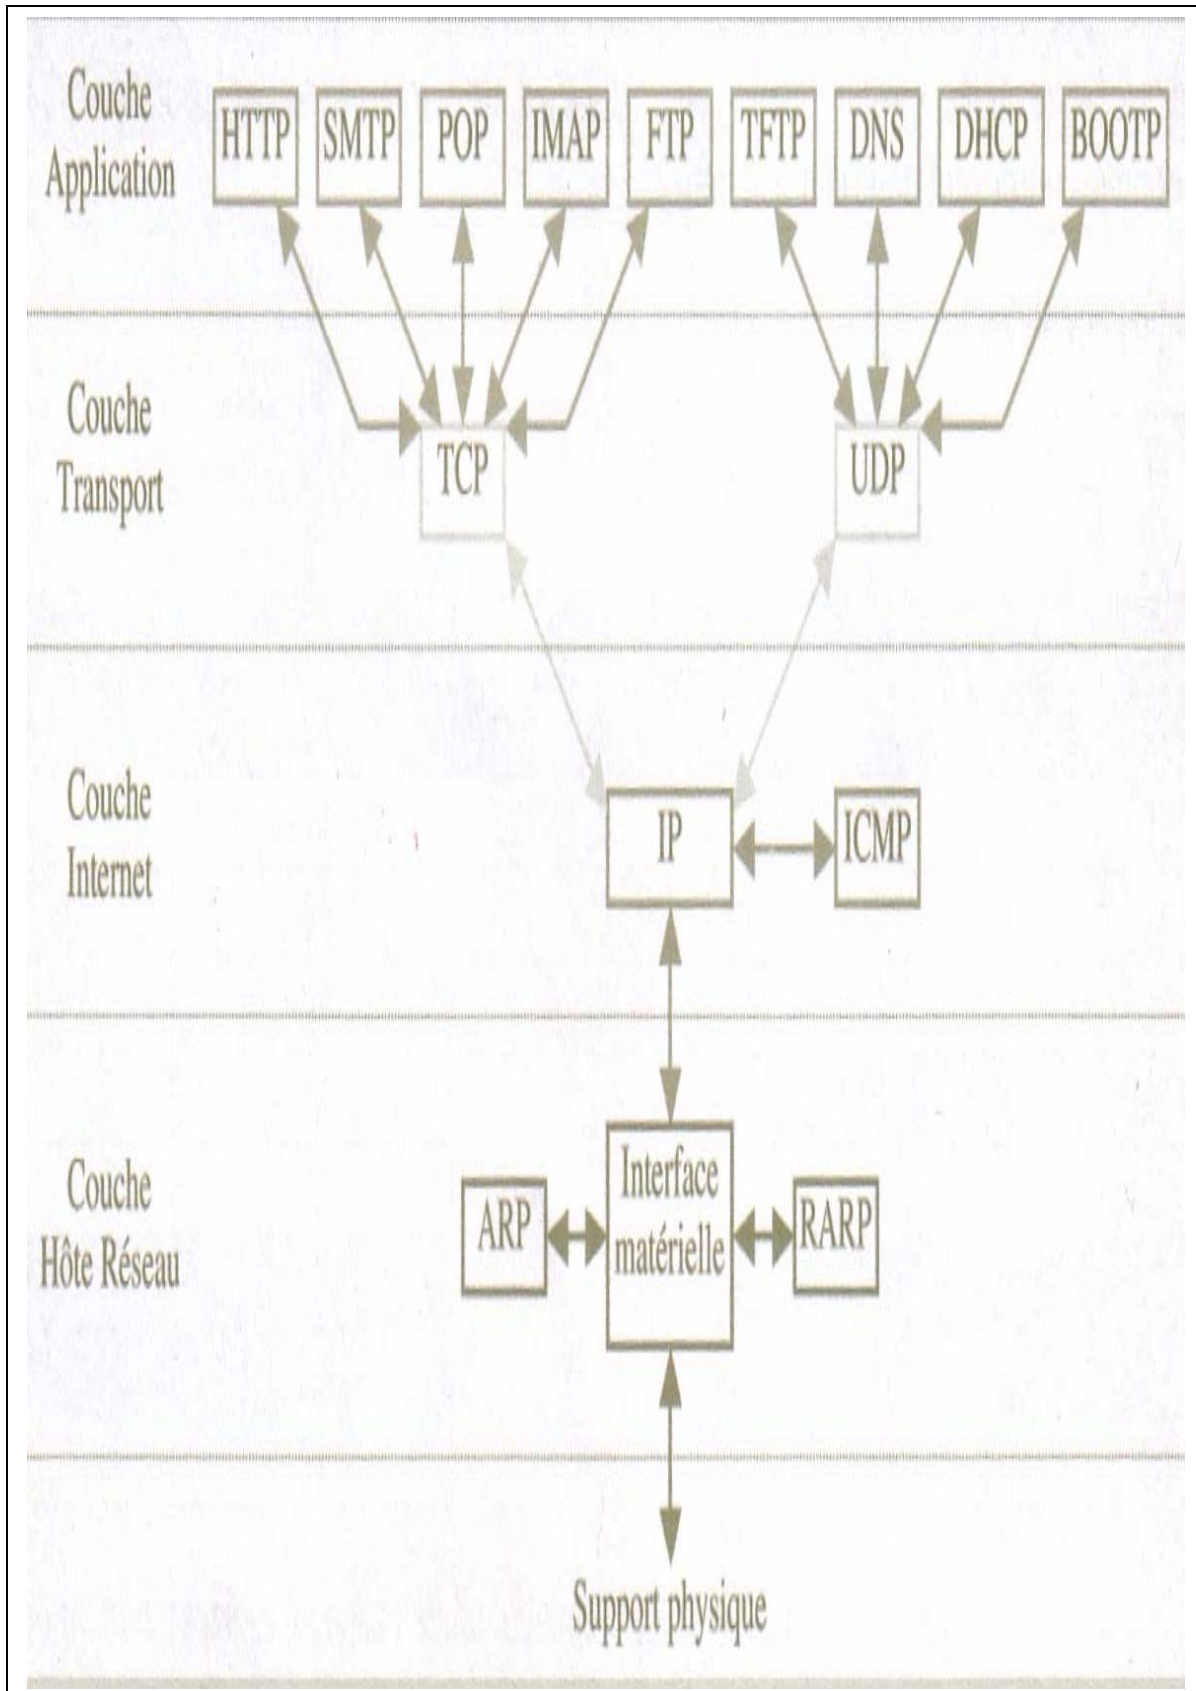 Couche
Application
HTTP
SMTP
POP
IMAP
FTP
TFTP
DNS
DHCP
BOOTP
Couche
Transport
TCP
UDP
Couche
Internet
IP
ICMP
Couche
Hôte Réseau
ARP
Interface
matérielle
RARP
Support physique